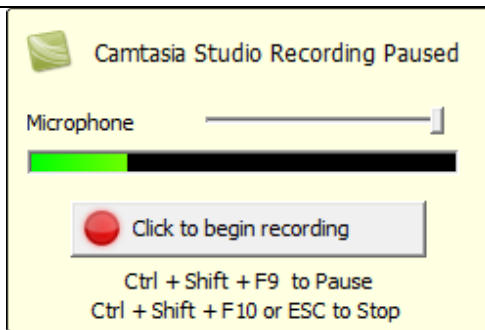 Camtasia Studio Recording Paused
Microphone
Click to begin recording
Ctrl + Shift + F9 to Pause
Ctrl + Shift + F10 or ESC to Stop